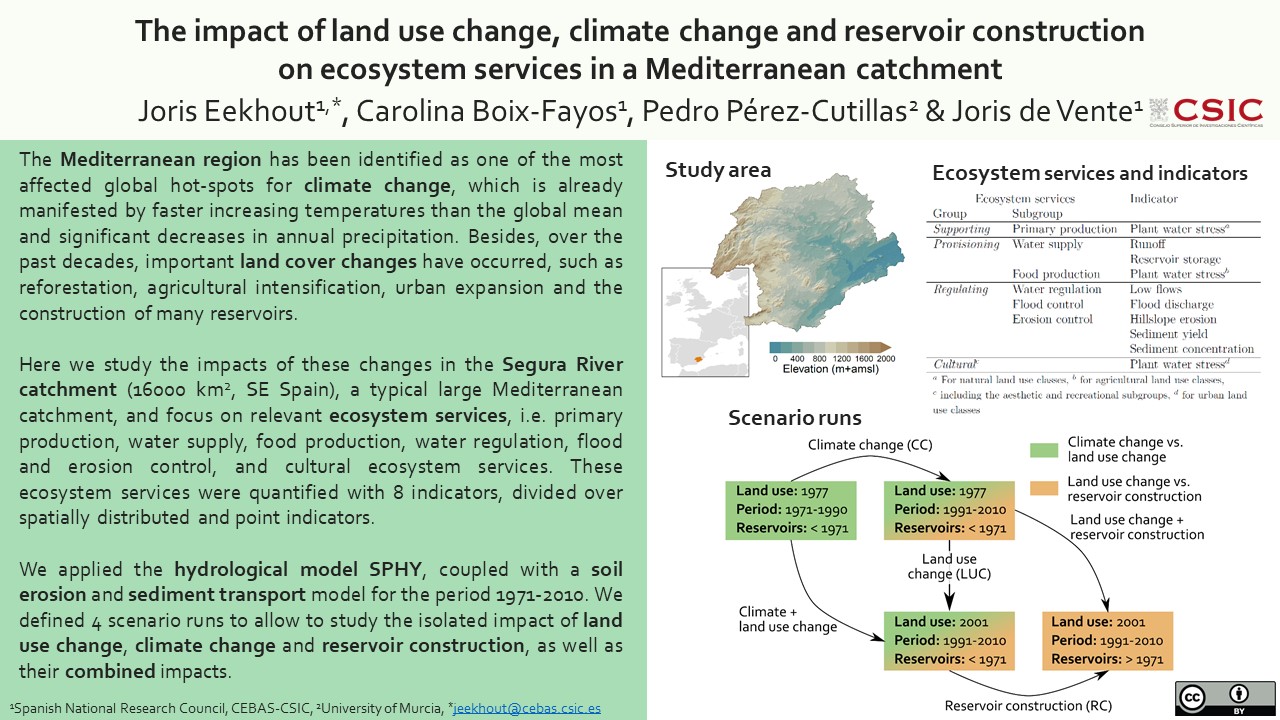 The impact of land use change, climate change and reservoir construction
on ecosystem services in a Mediterranean catchment
Joris Eekhout¹,*, Carolina Boix-Fayos¹, Pedro Pérez-Cutillas² & Joris de Vente¹
CSIC
CONSEJO SUPERIOR DE INVESTIGACIONES CIENTÍFICAS
The Mediterranean region has been identified as one of the most
affected global hot-spots for climate change, which is already
manifested by faster increasing temperatures than the global mean
and significant decreases in annual precipitation. Besides, over the
past decades, important land cover changes have occurred, such as
reforestation, agricultural intensification, urban expansion and the
construction of many reservoirs.
Here we study the impacts of these changes in the Segura River
catchment (16000 km², SE Spain), a typical large Mediterranean
catchment, and focus on relevant ecosystem services, i.e. primary
production, water supply, food production, water regulation, flood
and erosion control, and cultural ecosystem services. These
ecosystem services were quantified with 8 indicators, divided over
spatially distributed and point indicators.
We applied the hydrological model SPHY, coupled with a soil
erosion and sediment transport model for the period 1971-2010. We
defined 4 scenario runs to allow to study the isolated impact of land
use change, climate change and reservoir construction, as well as
their combined impacts.
¹Spanish National Research Council, CEBAS-CSIC, ²University of Murcia, *jeekhout@cebas.csic.es
Study area
0 400 800 1200 1600 2000
Elevation (m+amsl)
Ecosystem services and indicators
Ecosystem services Indicator
Group Subgroup
Supporting Primary production Plant water stressᵃ
Provisioning Water supply Runoff
Reservoir storage
Food production Plant water stressᵇ
Regulating Water regulation Low flows
Flood control Flood discharge
Erosion control Hillslope erosion
Sediment yield
Sediment concentration
Culturalᶜ Plant water stressᵈ
ᵃ For natural land use classes, ᵇ for agricultural land use classes,
ᶜ including the aesthetic and recreational subgroups, ᵈ for urban land
use classes
Scenario runs
Climate change (CC)
Climate change vs.
land use change
Land use change vs.
reservoir construction
Land use: 1977
Period: 1971-1990
Reservoirs: < 1971
Land use: 1977
Period: 1991-2010
Reservoirs: < 1971
Land use change +
reservoir construction
Land use
change (LUC)
Climate +
land use change
Land use: 2001
Period: 1991-2010
Reservoirs: < 1971
Land use: 2001
Period: 1991-2010
Reservoirs: > 1971
Reservoir construction (RC)
CC
BY